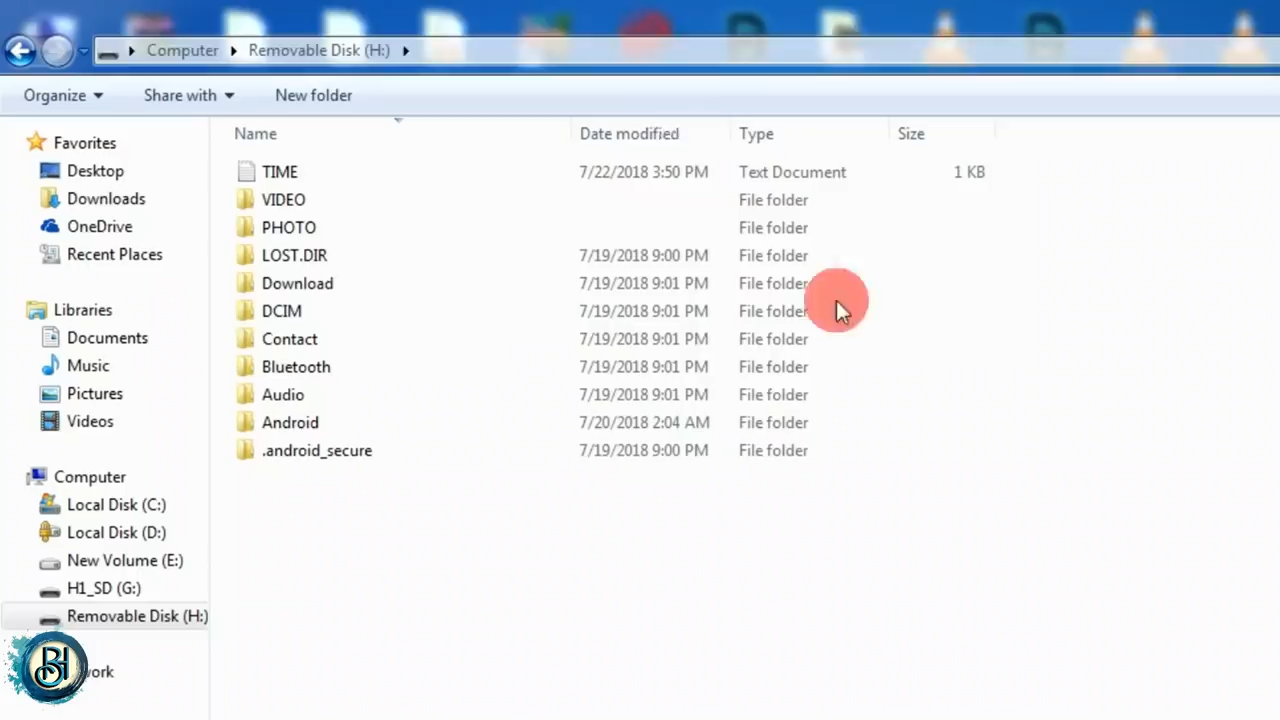 Computer Removable Disk (H:)
Organize Share with New folder
Name Date modified Type Size
Favorites
Desktop
Downloads
OneDrive
Recent Places
Libraries
Documents
Music
Pictures
Videos
Computer
Local Disk (C:)
Local Disk (D:)
New Volume (E:)
H1_SD (G:)
Removable Disk (H:)
work
TIME 7/22/2018 3:50 PM Text Document 1 KB
VIDEO File folder
PHOTO File folder
LOST.DIR 7/19/2018 9:00 PM File folder
Download 7/19/2018 9:01 PM File folder
DCIM 7/19/2018 9:01 PM File folder
Contact 7/19/2018 9:01 PM File folder
Bluetooth 7/19/2018 9:01 PM File folder
Audio 7/19/2018 9:01 PM File folder
Android 7/20/2018 2:04 AM File folder
.android_secure 7/19/2018 9:00 PM File folder